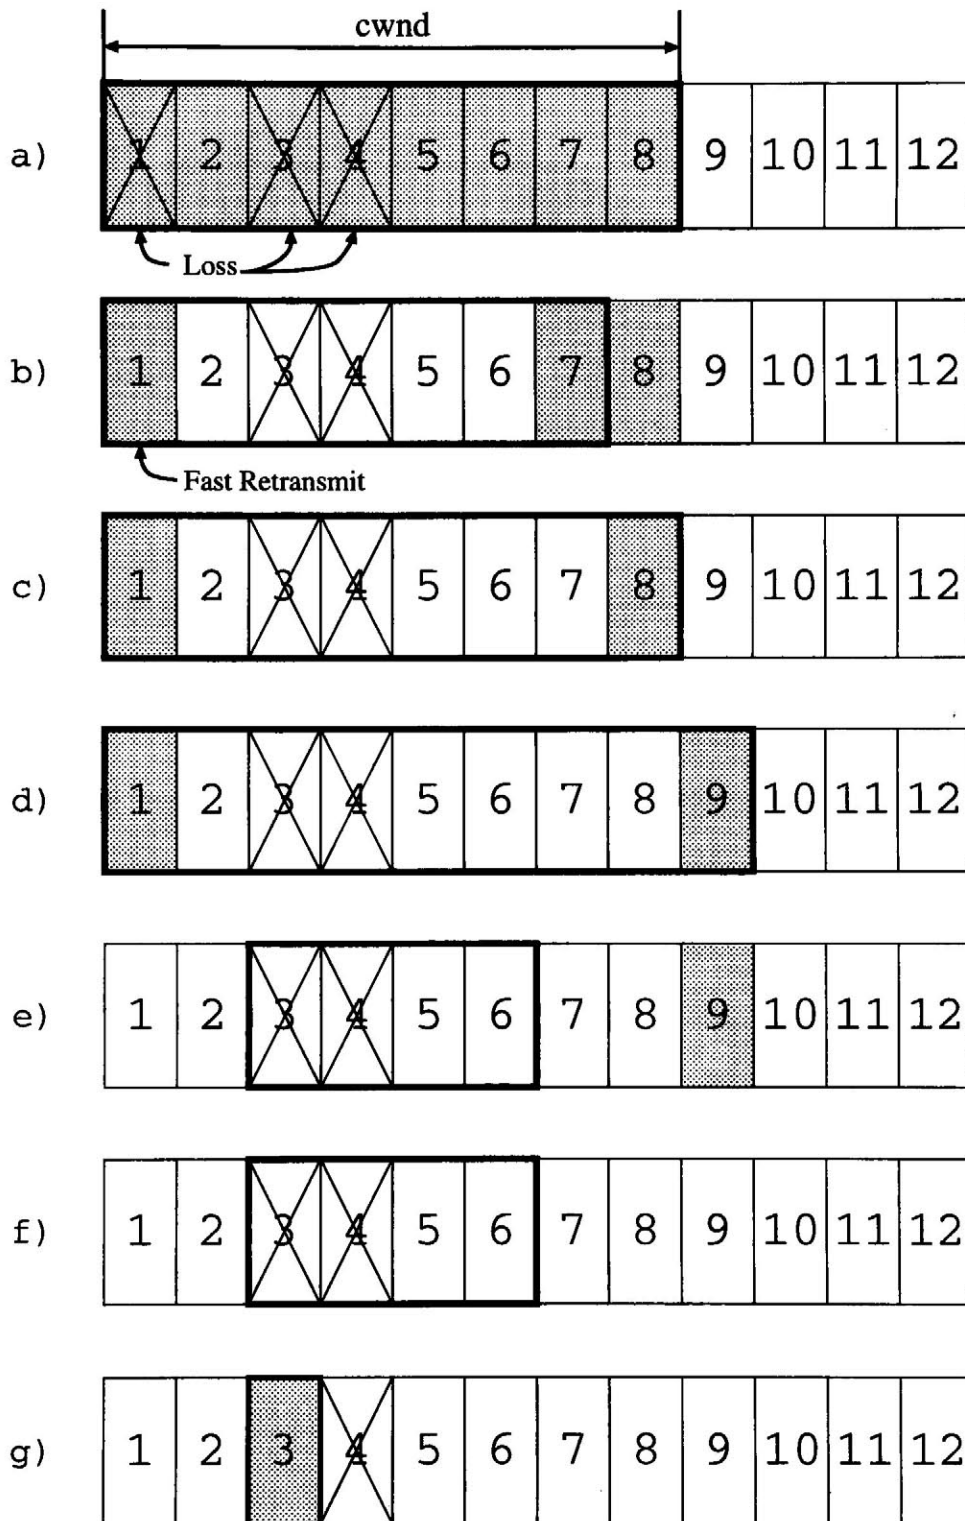 cwnd
a) 1 2 3 4 5 6 7 8 9 10 11 12
Loss
b) 1 2 3 4 5 6 7 8 9 10 11 12
Fast Retransmit
c) 1 2 3 4 5 6 7 8 9 10 11 12
d) 1 2 3 4 5 6 7 8 9 10 11 12
e) 1 2 3 4 5 6 7 8 9 10 11 12
f) 1 2 3 4 5 6 7 8 9 10 11 12
g) 1 2 3 4 5 6 7 8 9 10 11 12